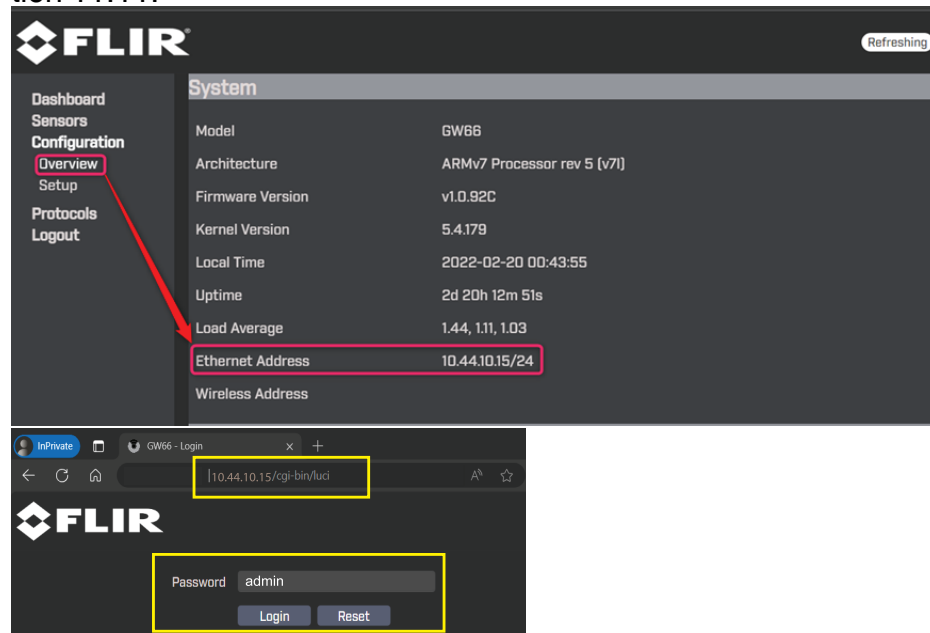 FLIR
Refreshing
Dashboard
Sensors
Configuration
Overview
Setup
Protocols
Logout
System
Model GW66
Architecture ARMv7 Processor rev 5 (v7l)
Firmware Version v1.0.92C
Kernel Version 5.4.179
Local Time 2022-02-20 00:43:55
Uptime 2d 20h 12m 51s
Load Average 1.44, 1.11, 1.03
Ethernet Address 10.44.10.15/24
Wireless Address
InPrivate GW66 - Login
10.44.10.15/cgi-bin/luci
FLIR
Password admin
Login Reset